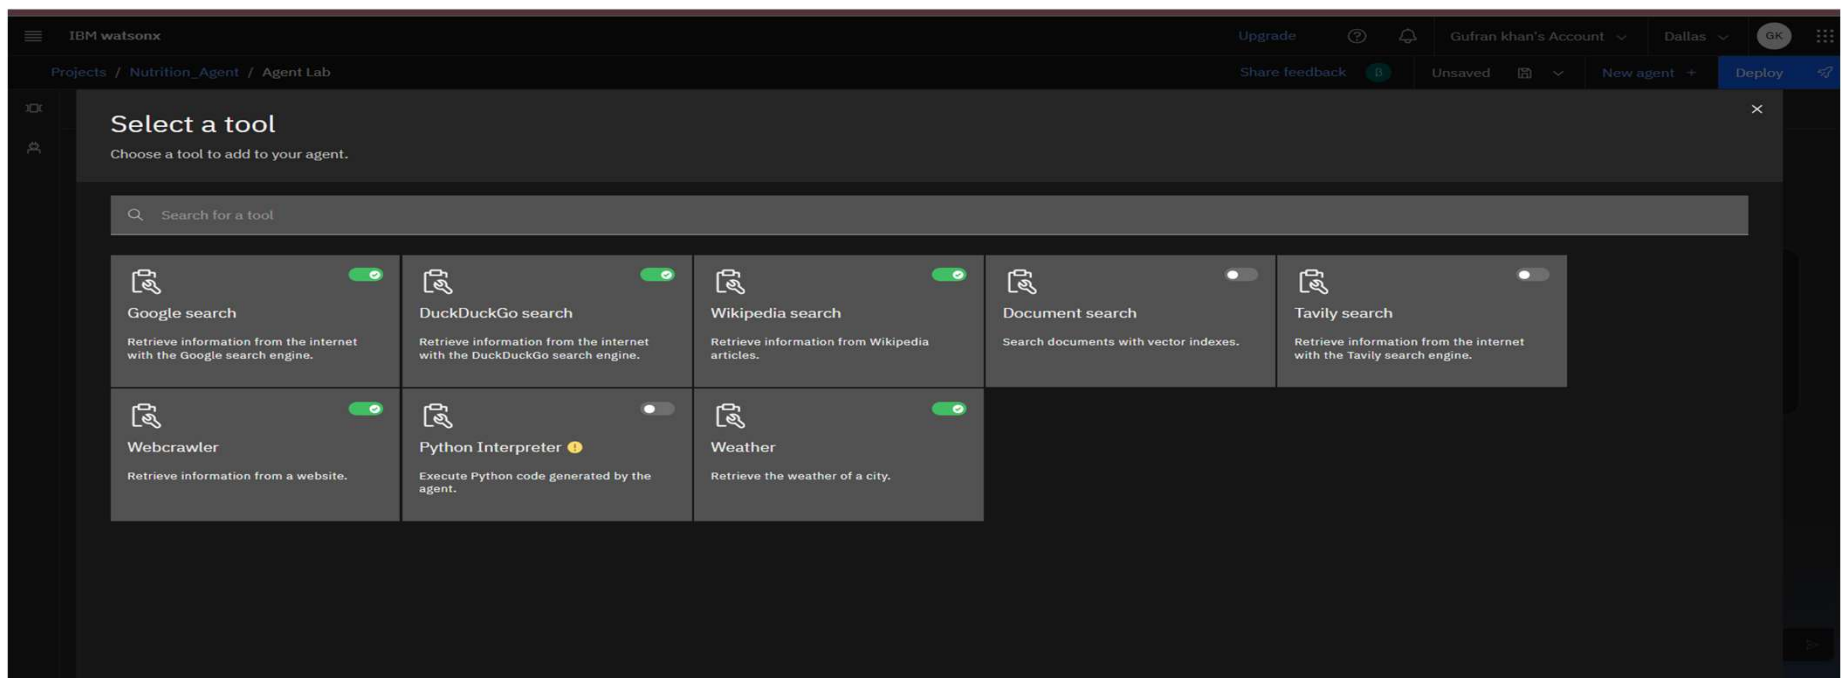 IBM watsonx
Upgrade
Gufran khan's Account
Dallas
GK
Projects / Nutrition_Agent / Agent Lab
Share feedback
Unsaved
New agent +
Deploy
Select a tool
Choose a tool to add to your agent.
Search for a tool
Google search
Retrieve information from the internet
with the Google search engine.
DuckDuckGo search
Retrieve information from the internet
with the DuckDuckGo search engine.
Wikipedia search
Retrieve information from Wikipedia
articles.
Document search
Search documents with vector indexes.
Tavily search
Retrieve information from the internet
with the Tavily search engine.
Webcrawler
Retrieve information from a website.
Python Interpreter
Execute Python code generated by the
agent.
Weather
Retrieve the weather of a city.